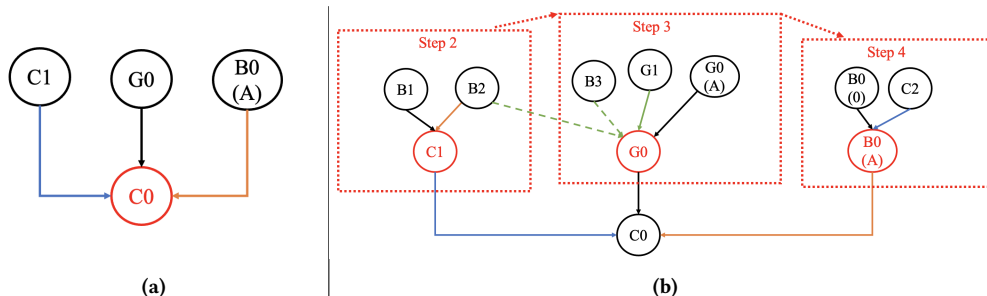 C1
G0
B0
(A)
C0
(a)
Step 2
B1
B2
C1
Step 3
B3
G1
G0
(A)
G0
Step 4
B0
(0)
C2
B0
(A)
C0
(b)